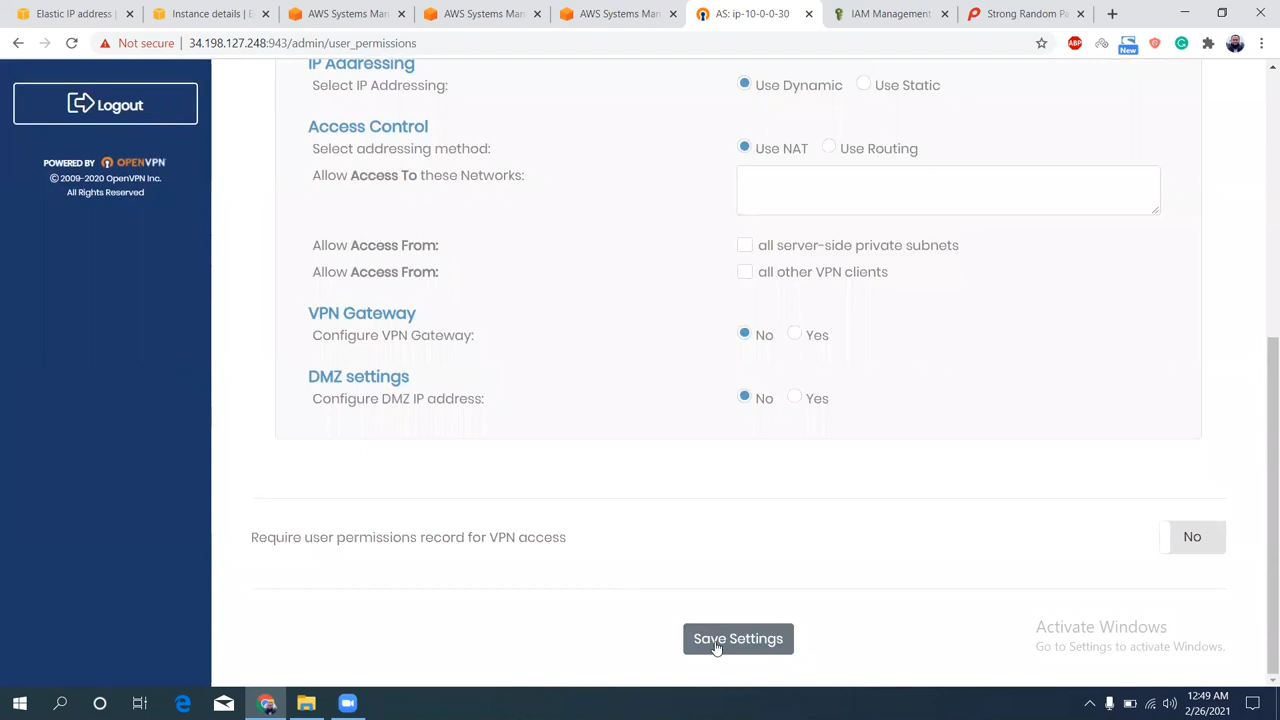 Elastic IP address |
Instance details | E
AWS Systems Man
AWS Systems Man
AWS Systems Man
AS: ip-10-0-0-30
IAM Management
Strong Random Pa
Not secure
34.198.127.248:943/admin/user_permissions
ABP
New
Logout
POWERED BY OPENVPN
© 2009-2020 OpenVPN Inc.
All Rights Reserved
IP Addressing
Select IP Addressing:
Use Dynamic
Use Static
Access Control
Select addressing method:
Use NAT
Use Routing
Allow Access To these Networks:
Allow Access From:
all server-side private subnets
Allow Access From:
all other VPN clients
VPN Gateway
Configure VPN Gateway:
No
Yes
DMZ settings
Configure DMZ IP address:
No
Yes
Require user permissions record for VPN access
No
Save Settings
Activate Windows
Go to Settings to activate Windows.
12:49 AM
2/26/2021